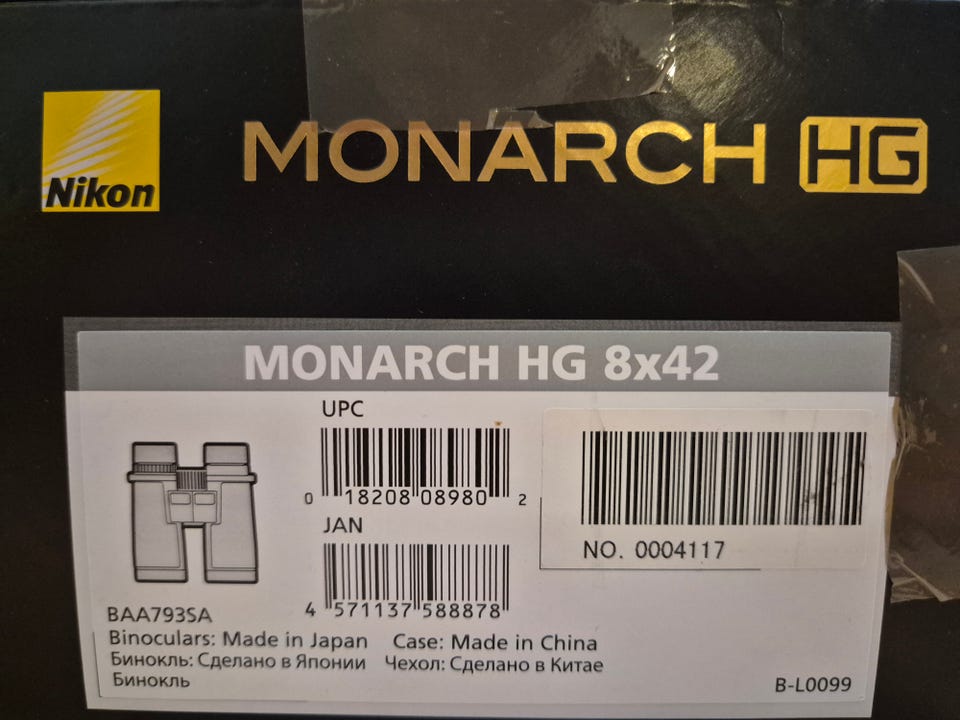 Nikon
MONARCH HG
MONARCH HG 8x42
UPC
0 18208 08980 2
NO. 0004117
JAN
4 571137 588878
BAA793SA
Binoculars: Made in Japan Case: Made in China
Бинокль: Сделано в Японии Чехол: Сделано в Китае
Бинокль
B-L0099